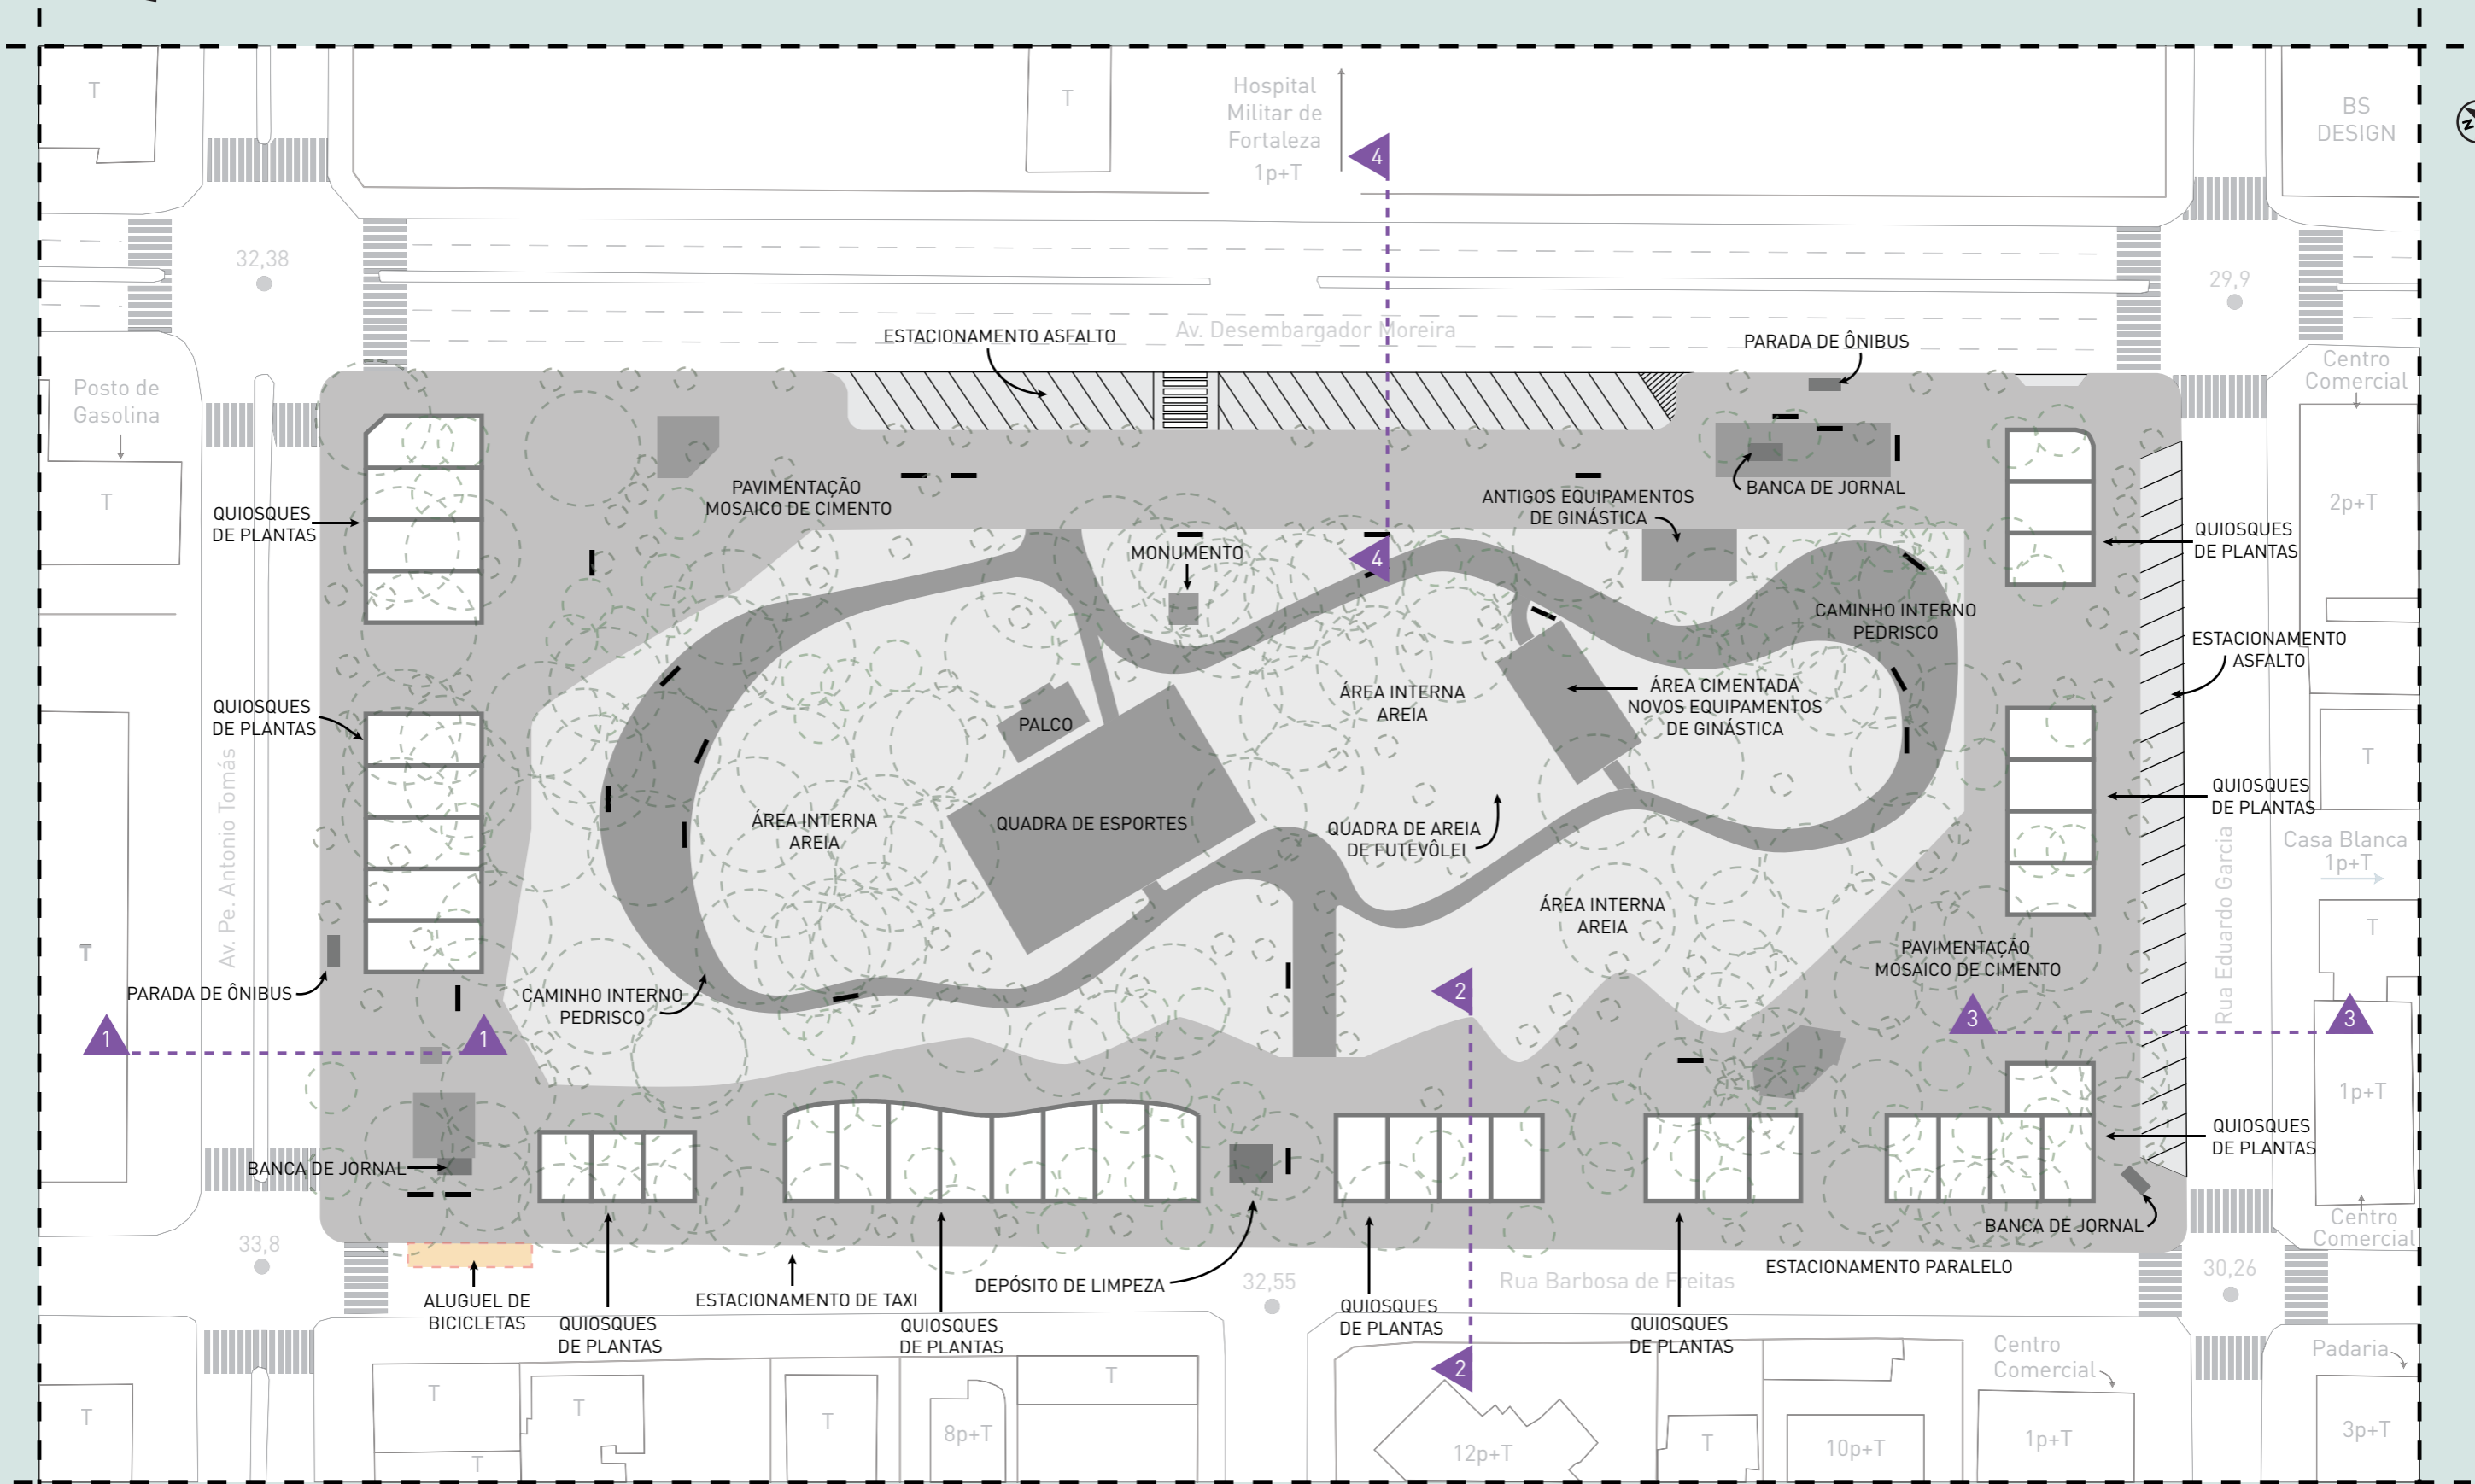 T
T
Hospital
Militar de
Fortaleza
1p+T
4
BS
DESIGN
N
32,38
29,9
Av. Desembargador Moreira
ESTACIONAMENTO ASFALTO
PARADA DE ÔNIBUS
Posto de
Gasolina
Centro
Comercial
T
2p+T
QUIOSQUES
DE PLANTAS
PAVIMENTAÇÃO
MOSAICO DE CIMENTO
ANTIGOS EQUIPAMENTOS
DE GINÁSTICA
BANCA DE JORNAL
QUIOSQUES
DE PLANTAS
MONUMENTO
4
CAMINHO INTERNO
PEDRISCO
ESTACIONAMENTO
ASFALTO
QUIOSQUES
DE PLANTAS
PALCO
ÁREA INTERNA
AREIA
ÁREA CIMENTADA
NOVOS EQUIPAMENTOS
DE GINÁSTICA
T
QUIOSQUES
DE PLANTAS
Av. Pe. Antonio Tomás
ÁREA INTERNA
AREIA
QUADRA DE ESPORTES
QUADRA DE AREIA
DE FUTEVÔLEI
Casa Blanca
1p+T
Rua Eduardo Garcia
ÁREA INTERNA
AREIA
T
T
PAVIMENTAÇÃO
MOSAICO DE CIMENTO
PARADA DE ÔNIBUS
CAMINHO INTERNO
PEDRISCO
2
1
1
3
3
1p+T
QUIOSQUES
DE PLANTAS
BANCA DE JORNAL
BANCA DE JORNAL
Centro
Comercial
33,8
ALUGUEL DE
BICICLETAS
QUIOSQUES
DE PLANTAS
ESTACIONAMENTO DE TAXI
QUIOSQUES
DE PLANTAS
DEPÓSITO DE LIMPEZA
32,55
QUIOSQUES
DE PLANTAS
Rua Barbosa de Freitas
QUIOSQUES
DE PLANTAS
ESTACIONAMENTO PARALELO
30,26
2
Centro
Comercial
Padaria
T
T
T
T
T
8p+T
T
12p+T
T
10p+T
1p+T
3p+T